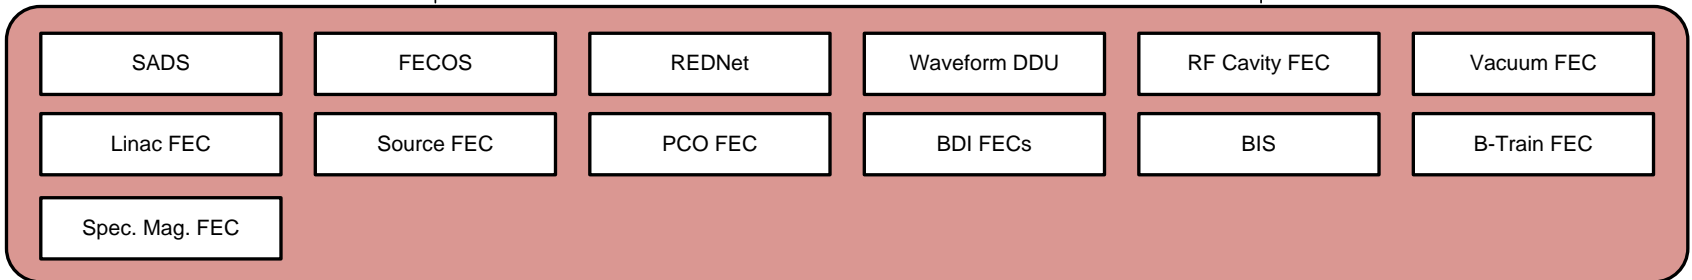 SADS
FECOS
REDNet
Waveform DDU
RF Cavity FEC
Vacuum FEC
Linac FEC
Source FEC
PCO FEC
BDI FECs
BIS
B-Train FEC
Spec. Mag. FEC